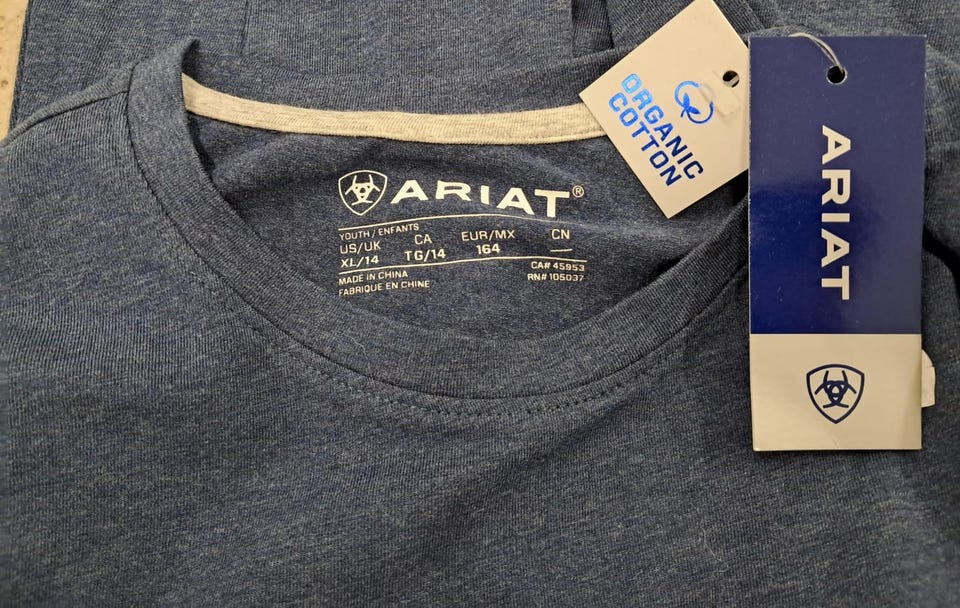 ARIAT®
YOUTH / ENFANTS
US/UK CA EUR/MX CN
XL/14 TG/14 164 —
MADE IN CHINA
FABRIQUE EN CHINE
CA# 45953
RN# 105037
ORGANIC
COTTON
ARIAT